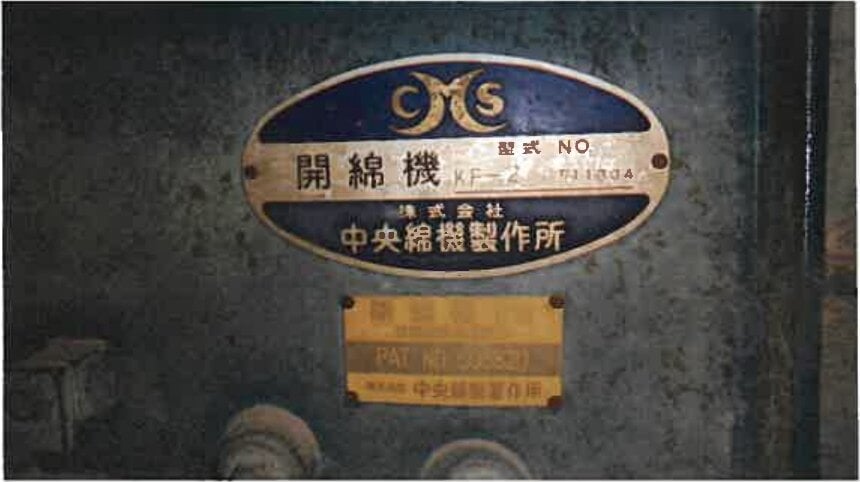 CMS
型式 NO
開綿機 KF-2
株式会社
中央綿機製作所
PAT NO
株式会社 中央綿機製作所